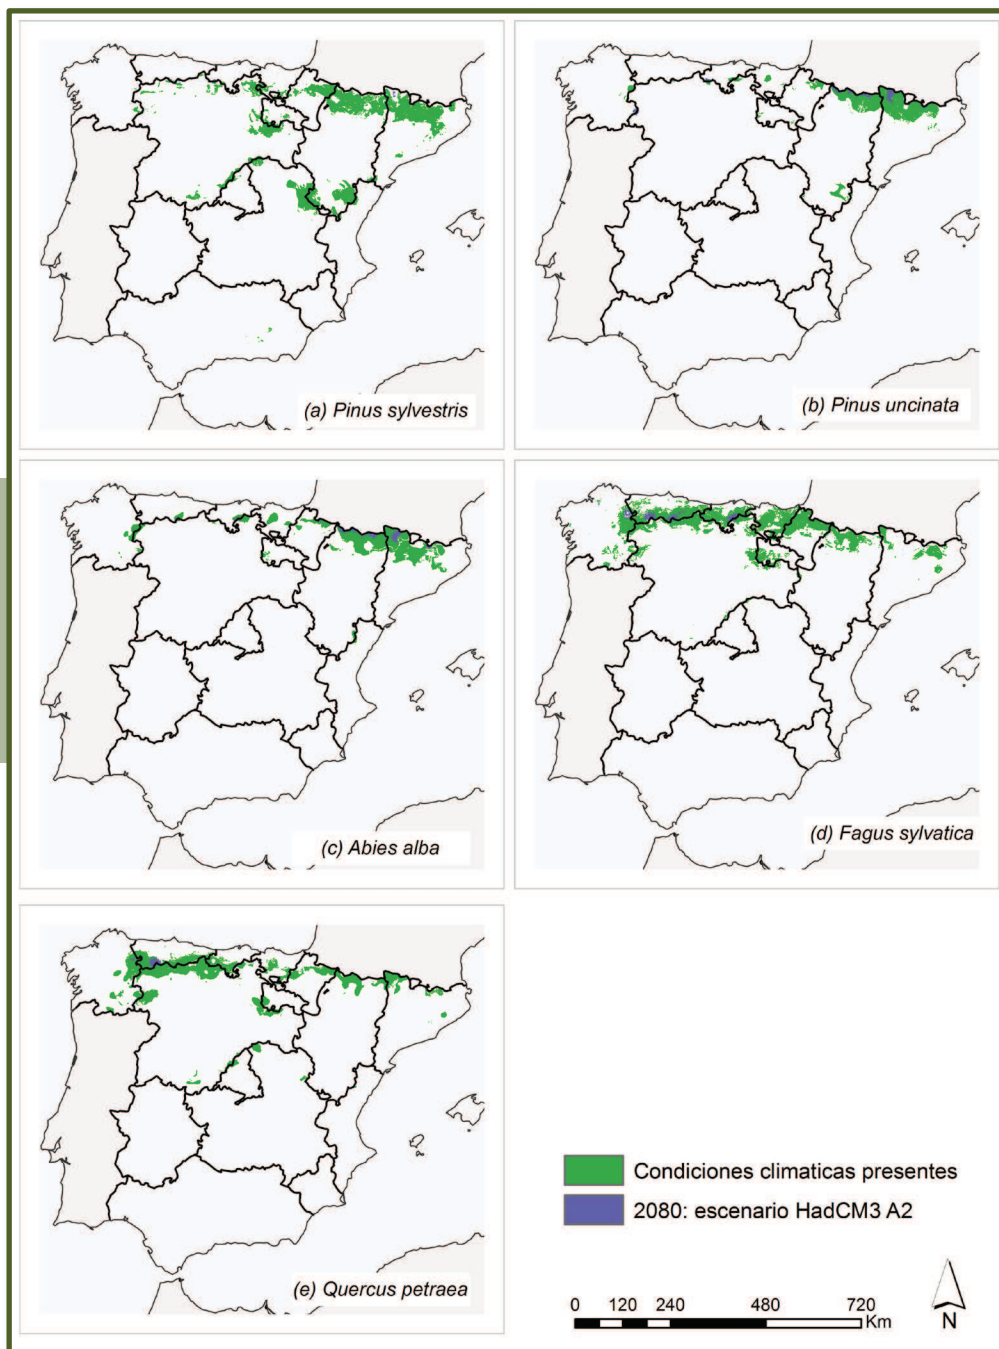 (a) Pinus sylvestris
(b) Pinus uncinata
(c) Abies alba
(d) Fagus sylvatica
(e) Quercus petraea
Condiciones climaticas presentes
2080: escenario HadCM3 A2
0 120 240 480 720
Km
N